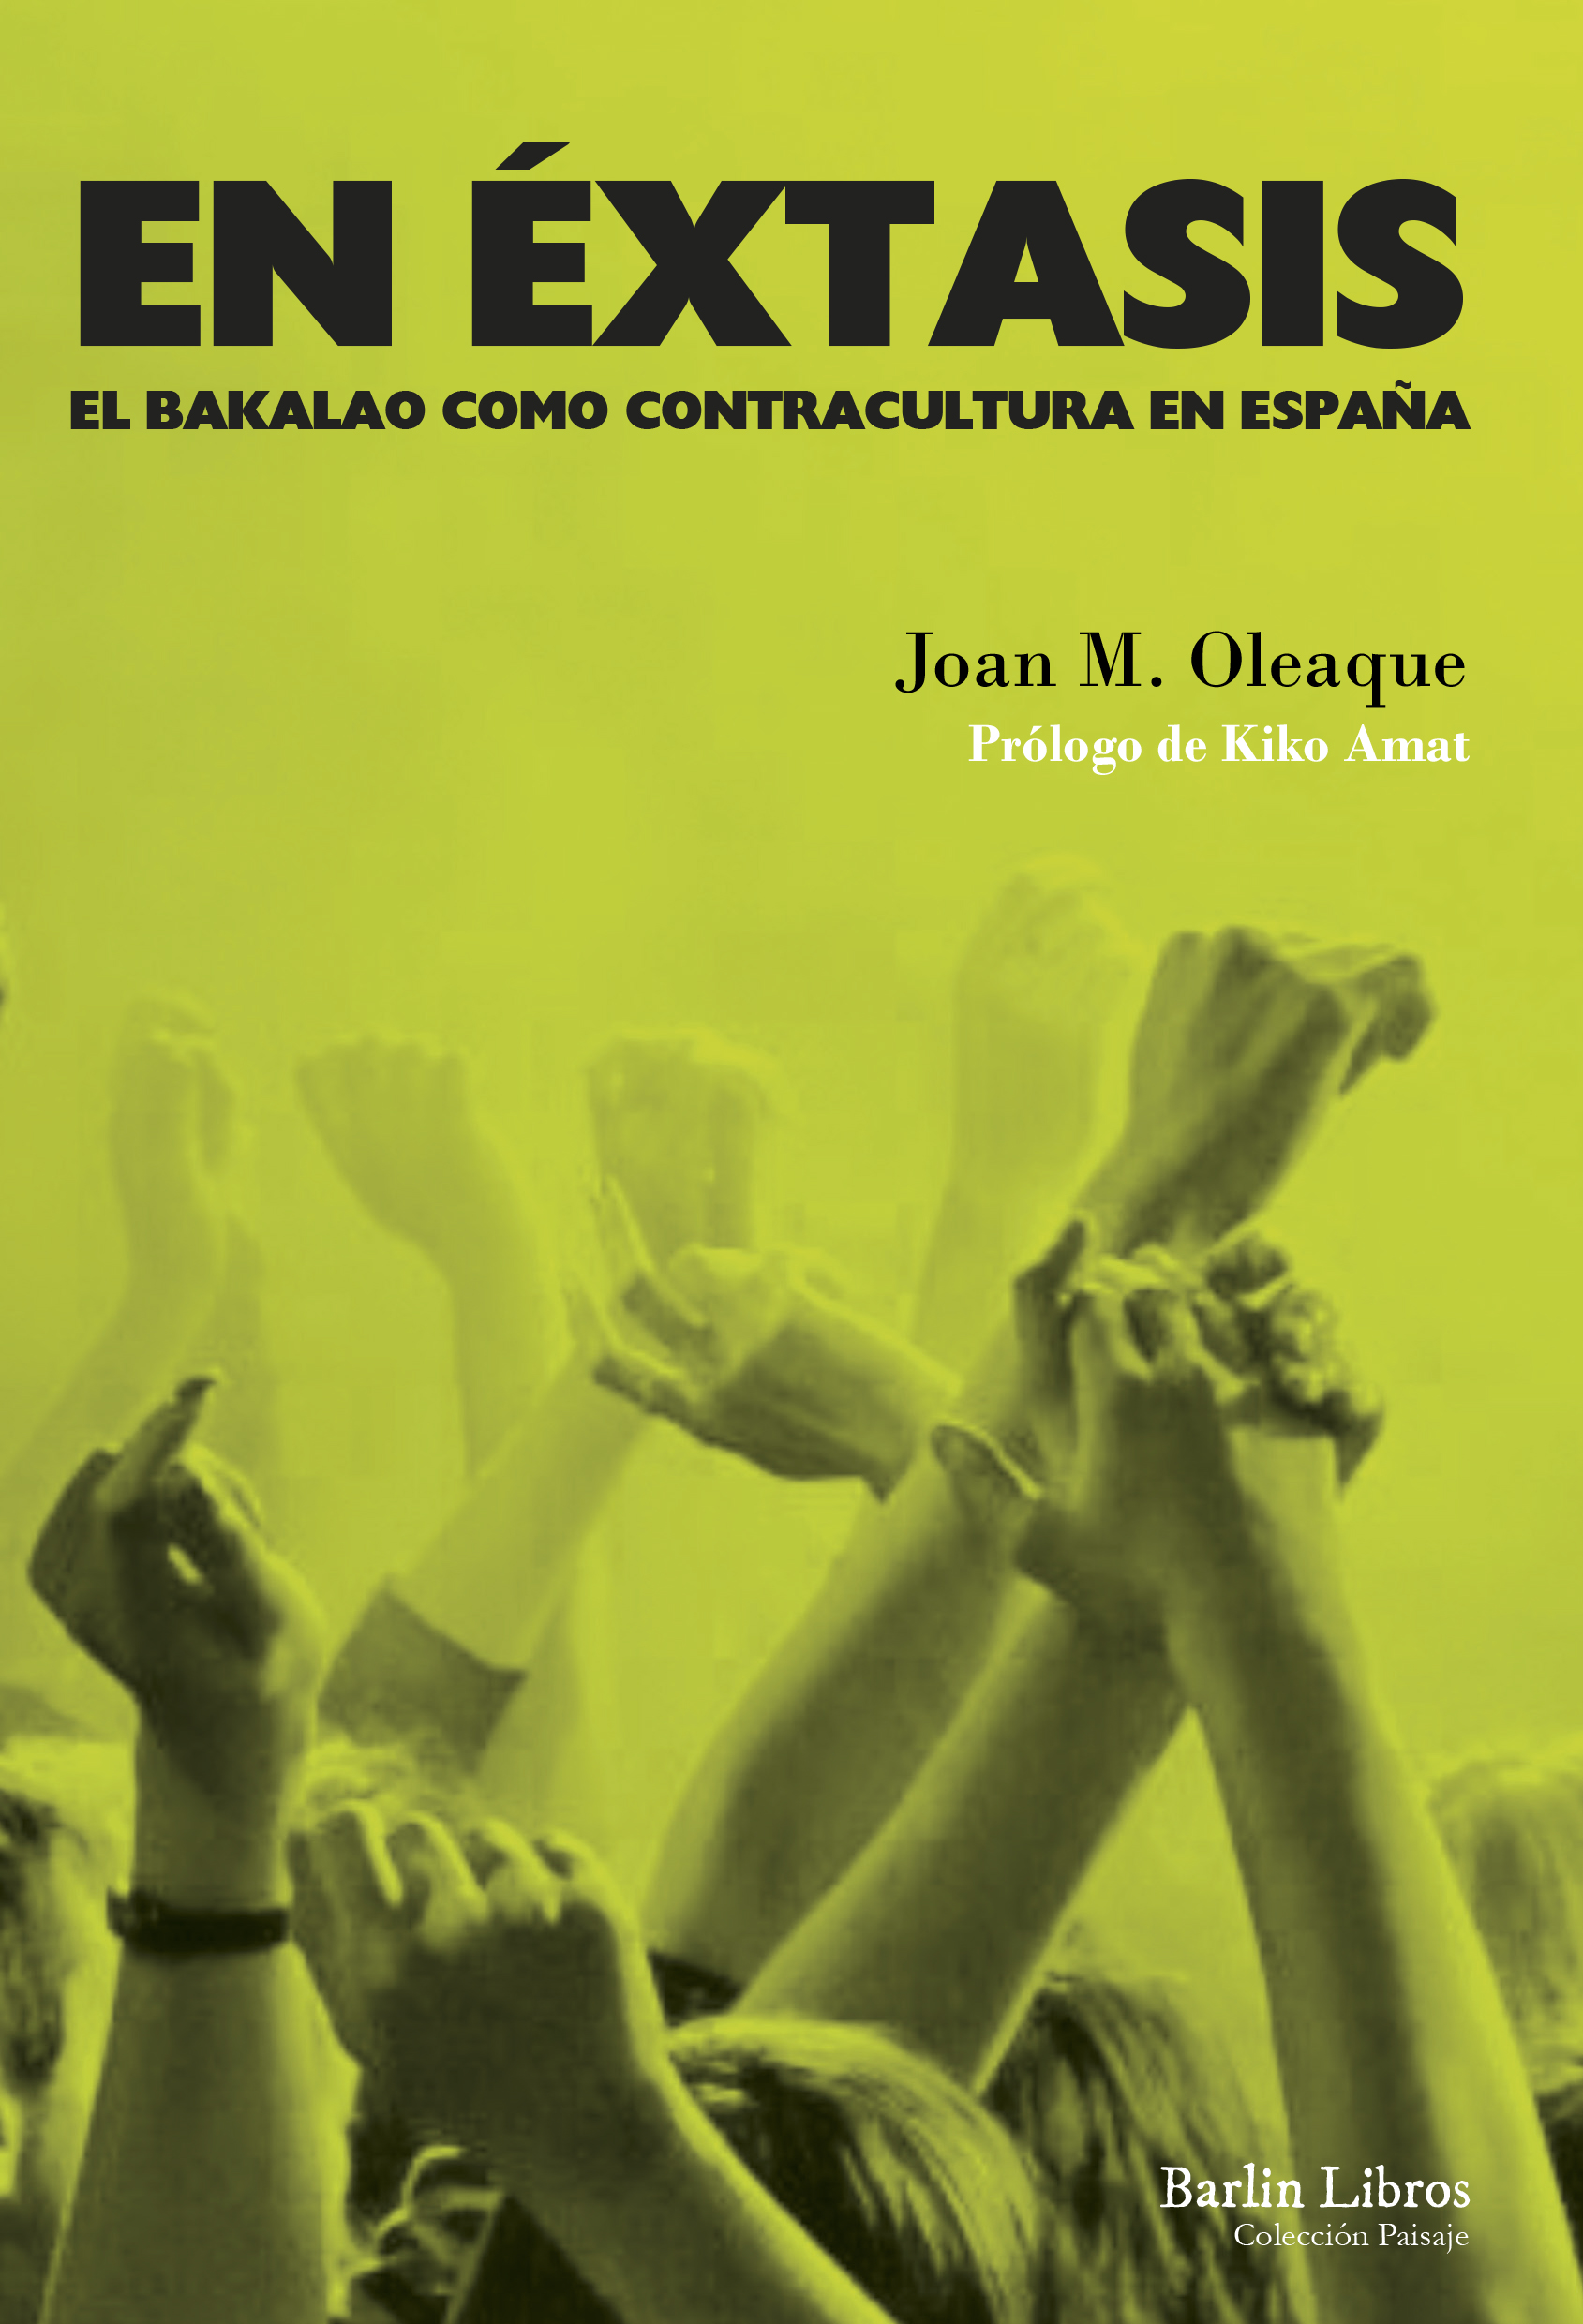 EN ÉXTASIS
EL BAKALAO COMO CONTRACULTURA EN ESPAÑA
Joan M. Oleaque
Prólogo de Kiko Amat
Barlin Libros
Colección Paisaje